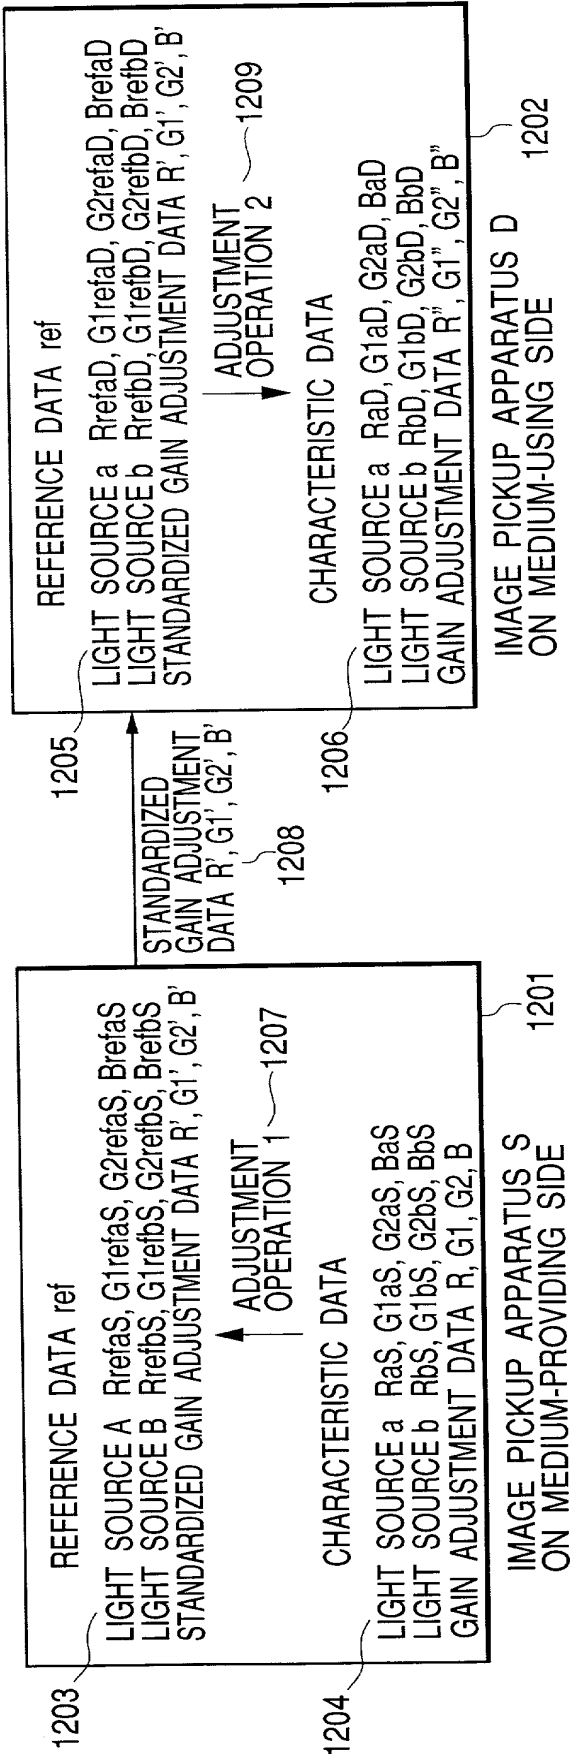 1203
REFERENCE DATA ref
LIGHT SOURCE A RrefaS, G1refaS, G2refaS, BrefaS
LIGHT SOURCE B RrefbS, G1refbS, G2refbS, BrefbS
STANDARDIZED GAIN ADJUSTMENT DATA R', G1', G2', B'
ADJUSTMENT
OPERATION 1
1207
1204
CHARACTERISTIC DATA
LIGHT SOURCE a RaS, G1aS, G2aS, BaS
LIGHT SOURCE b RbS, G1bS, G2bS, BbS
GAIN ADJUSTMENT DATA R, G1, G2, B
1201
IMAGE PICKUP APPARATUS S
ON MEDIUM-PROVIDING SIDE
STANDARDIZED
GAIN ADJUSTMENT
DATA R', G1', G2', B'
1208
1205
REFERENCE DATA ref
LIGHT SOURCE a RrefaD, G1refaD, G2refaD, BrefaD
LIGHT SOURCE b RrefbD, G1refbD, G2refbD, BrefbD
STANDARDIZED GAIN ADJUSTMENT DATA R', G1', G2', B'
ADJUSTMENT
OPERATION 2
1209
1206
CHARACTERISTIC DATA
LIGHT SOURCE a RaD, G1aD, G2aD, BaD
LIGHT SOURCE b RbD, G1bD, G2bD, BbD
GAIN ADJUSTMENT DATA R", G1", G2", B"
1202
IMAGE PICKUP APPARATUS D
ON MEDIUM-USING SIDE